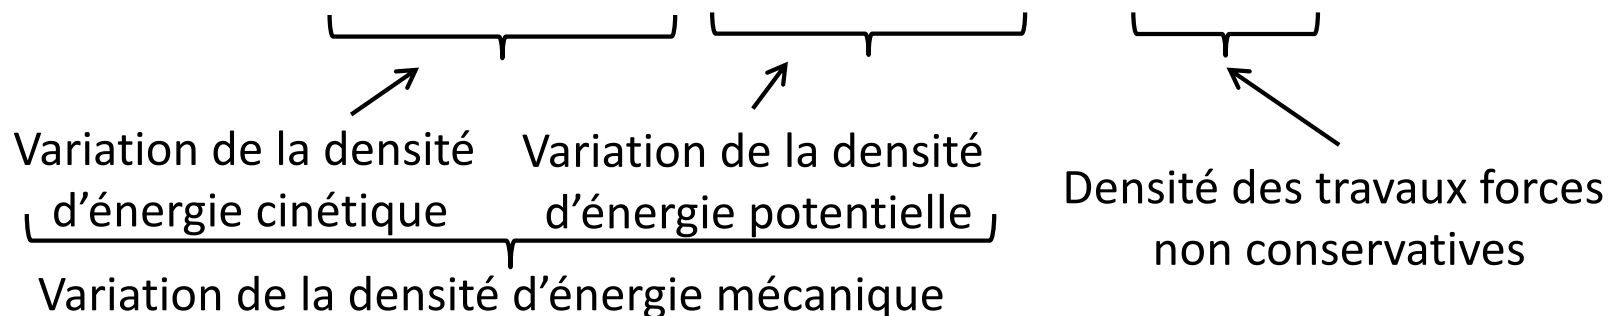 Variation de la densité
d’énergie cinétique
Variation de la densité
d’énergie potentielle
Densité des travaux forces
non conservatives
Variation de la densité d’énergie mécanique